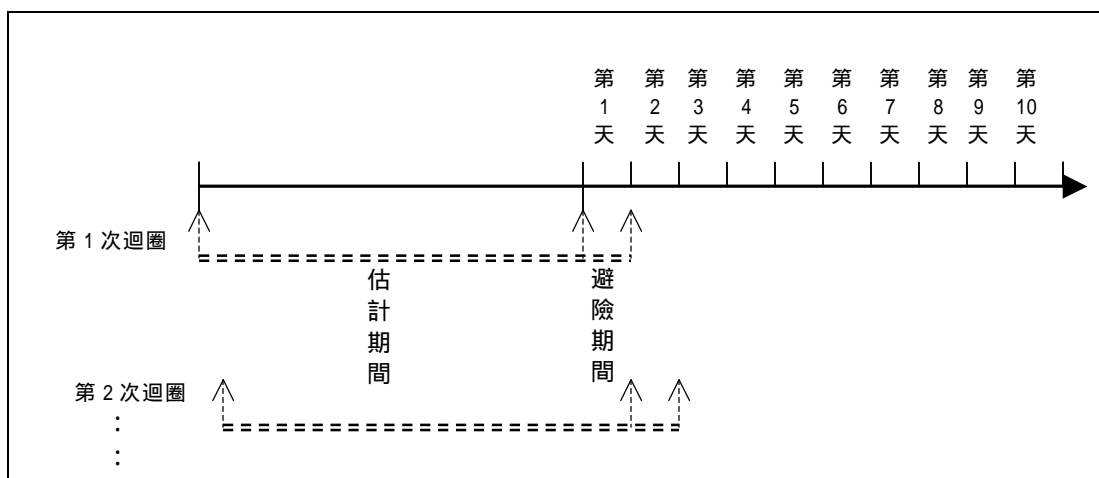 第1天 第2天 第3天 第4天 第5天 第6天 第7天 第8天 第9天 第10天
第 1 次迴圈
估計期間 避險期間
第 2 次迴圈
：
：